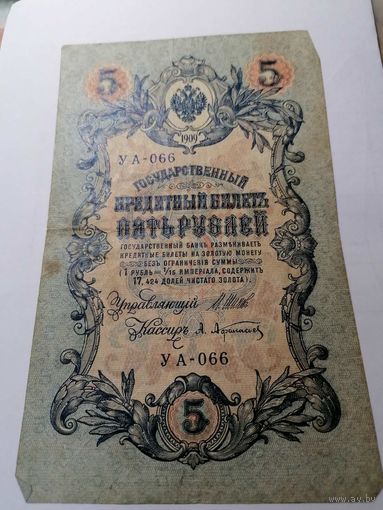 5 5
1909
УА-066
ГОСУДАРСТВЕННЫЙ
КРЕДИТНЫЙ БИЛЕТЪ
ПЯТЬ РУБЛЕЙ
ГОСУДАРСТВЕННЫЙ БАНКЪ РАЗМѢНИВАЕТЪ
КРЕДИТНЫЕ БИЛЕТЫ НА ЗОЛОТУЮ МОНЕТУ
БЕЗЪ ОГРАНИЧЕНІЯ СУММЫ
(1 РУБЛЬ = 1/15 ИМПЕРІАЛА, СОДЕРЖИТЪ
17,424 ДОЛЕЙ ЧИСТАГО ЗОЛОТА).
Управляющій И. Шипов
Кассиръ А. Афанасьев
УА-066
5
www.ay.by